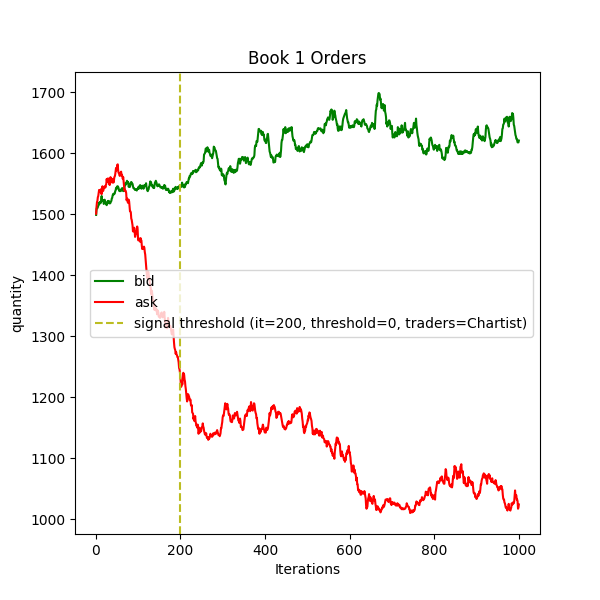 Book 1 Orders
1700
1600
1500
1400
1300
1200
1100
1000
quantity
bid
ask
signal threshold (it=200, threshold=0, traders=Chartist)
0 200 400 600 800 1000
Iterations